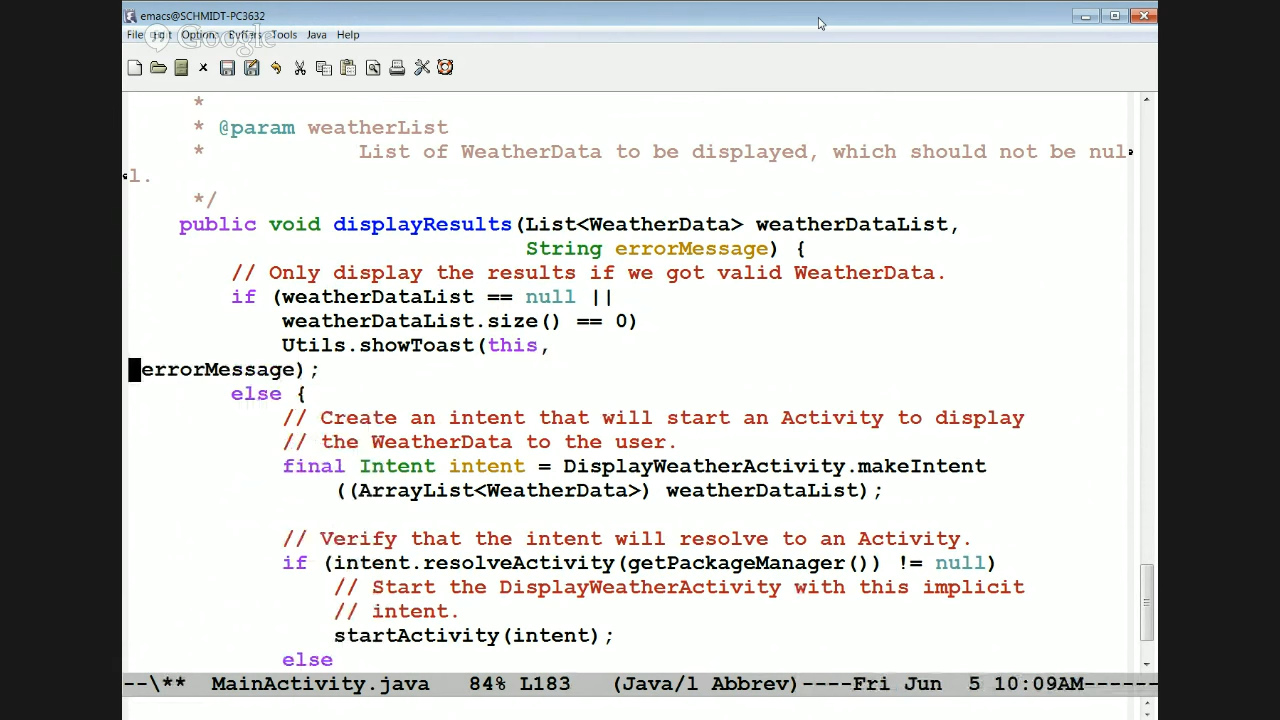 emacs@SCHMIDT-PC3632
File Edit Options Buffers Tools Java Help
Google
*
* @param weatherList
* List of WeatherData to be displayed, which should not be nul
l.
*/
public void displayResults(List<WeatherData> weatherDataList,
String errorMessage) {
// Only display the results if we got valid WeatherData.
if (weatherDataList == null ||
weatherDataList.size() == 0)
Utils.showToast(this,
errorMessage);
else {
// Create an intent that will start an Activity to display
// the WeatherData to the user.
final Intent intent = DisplayWeatherActivity.makeIntent
((ArrayList<WeatherData>) weatherDataList);
// Verify that the intent will resolve to an Activity.
if (intent.resolveActivity(getPackageManager()) != null)
// Start the DisplayWeatherActivity with this implicit
// intent.
startActivity(intent);
else
--\** MainActivity.java 84% L183 (Java/l Abbrev)----Fri Jun 5 10:09AM------